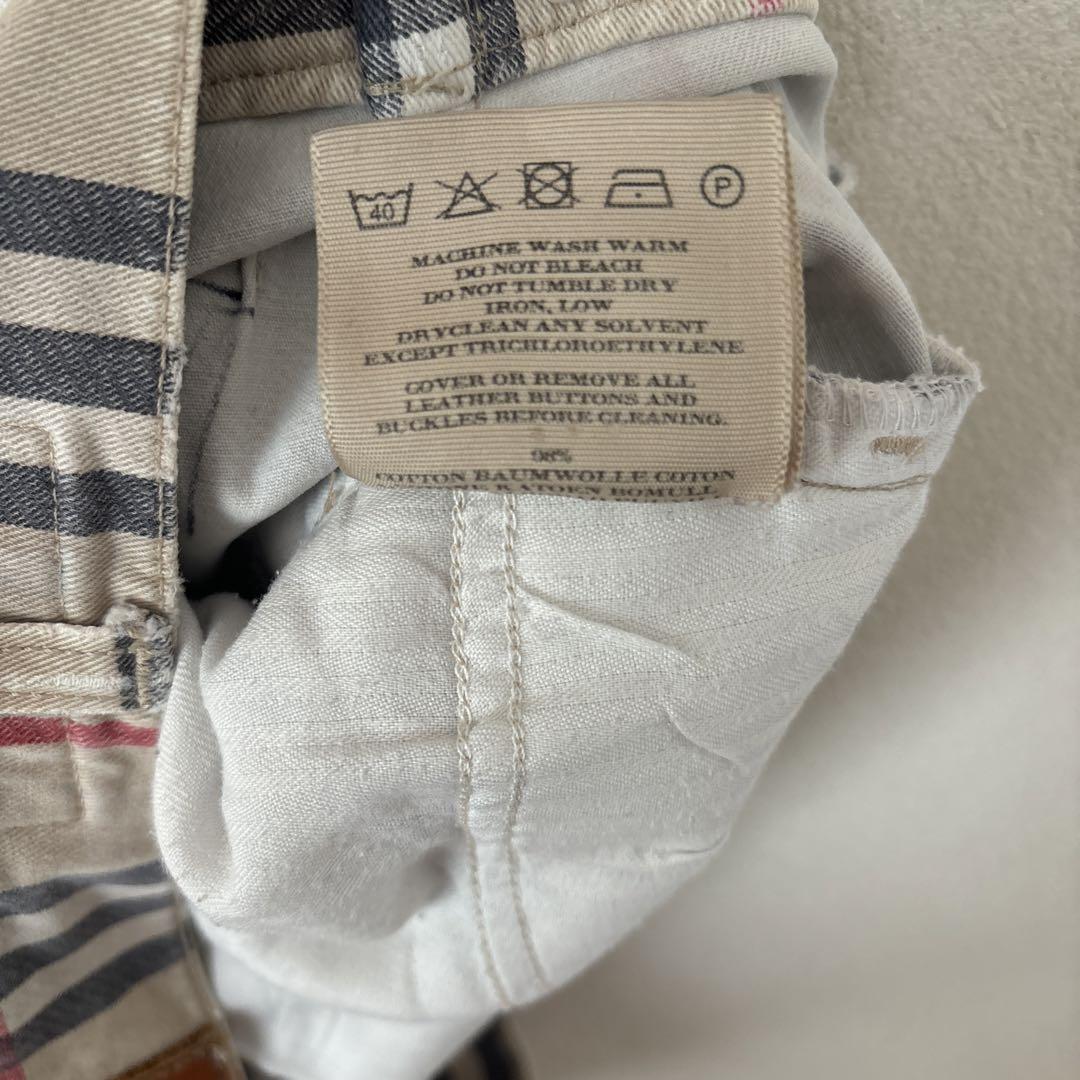 40 P
MACHINE WASH WARM
DO NOT BLEACH
DO NOT TUMBLE DRY
IRON, LOW
DRYCLEAN ANY SOLVENT
EXCEPT TRICHLOROETHYLENE
COVER OR REMOVE ALL
LEATHER BUTTONS AND
BUCKLES BEFORE CLEANING.
98%
COTTON BAUMWOLLE COTON
BOMULL